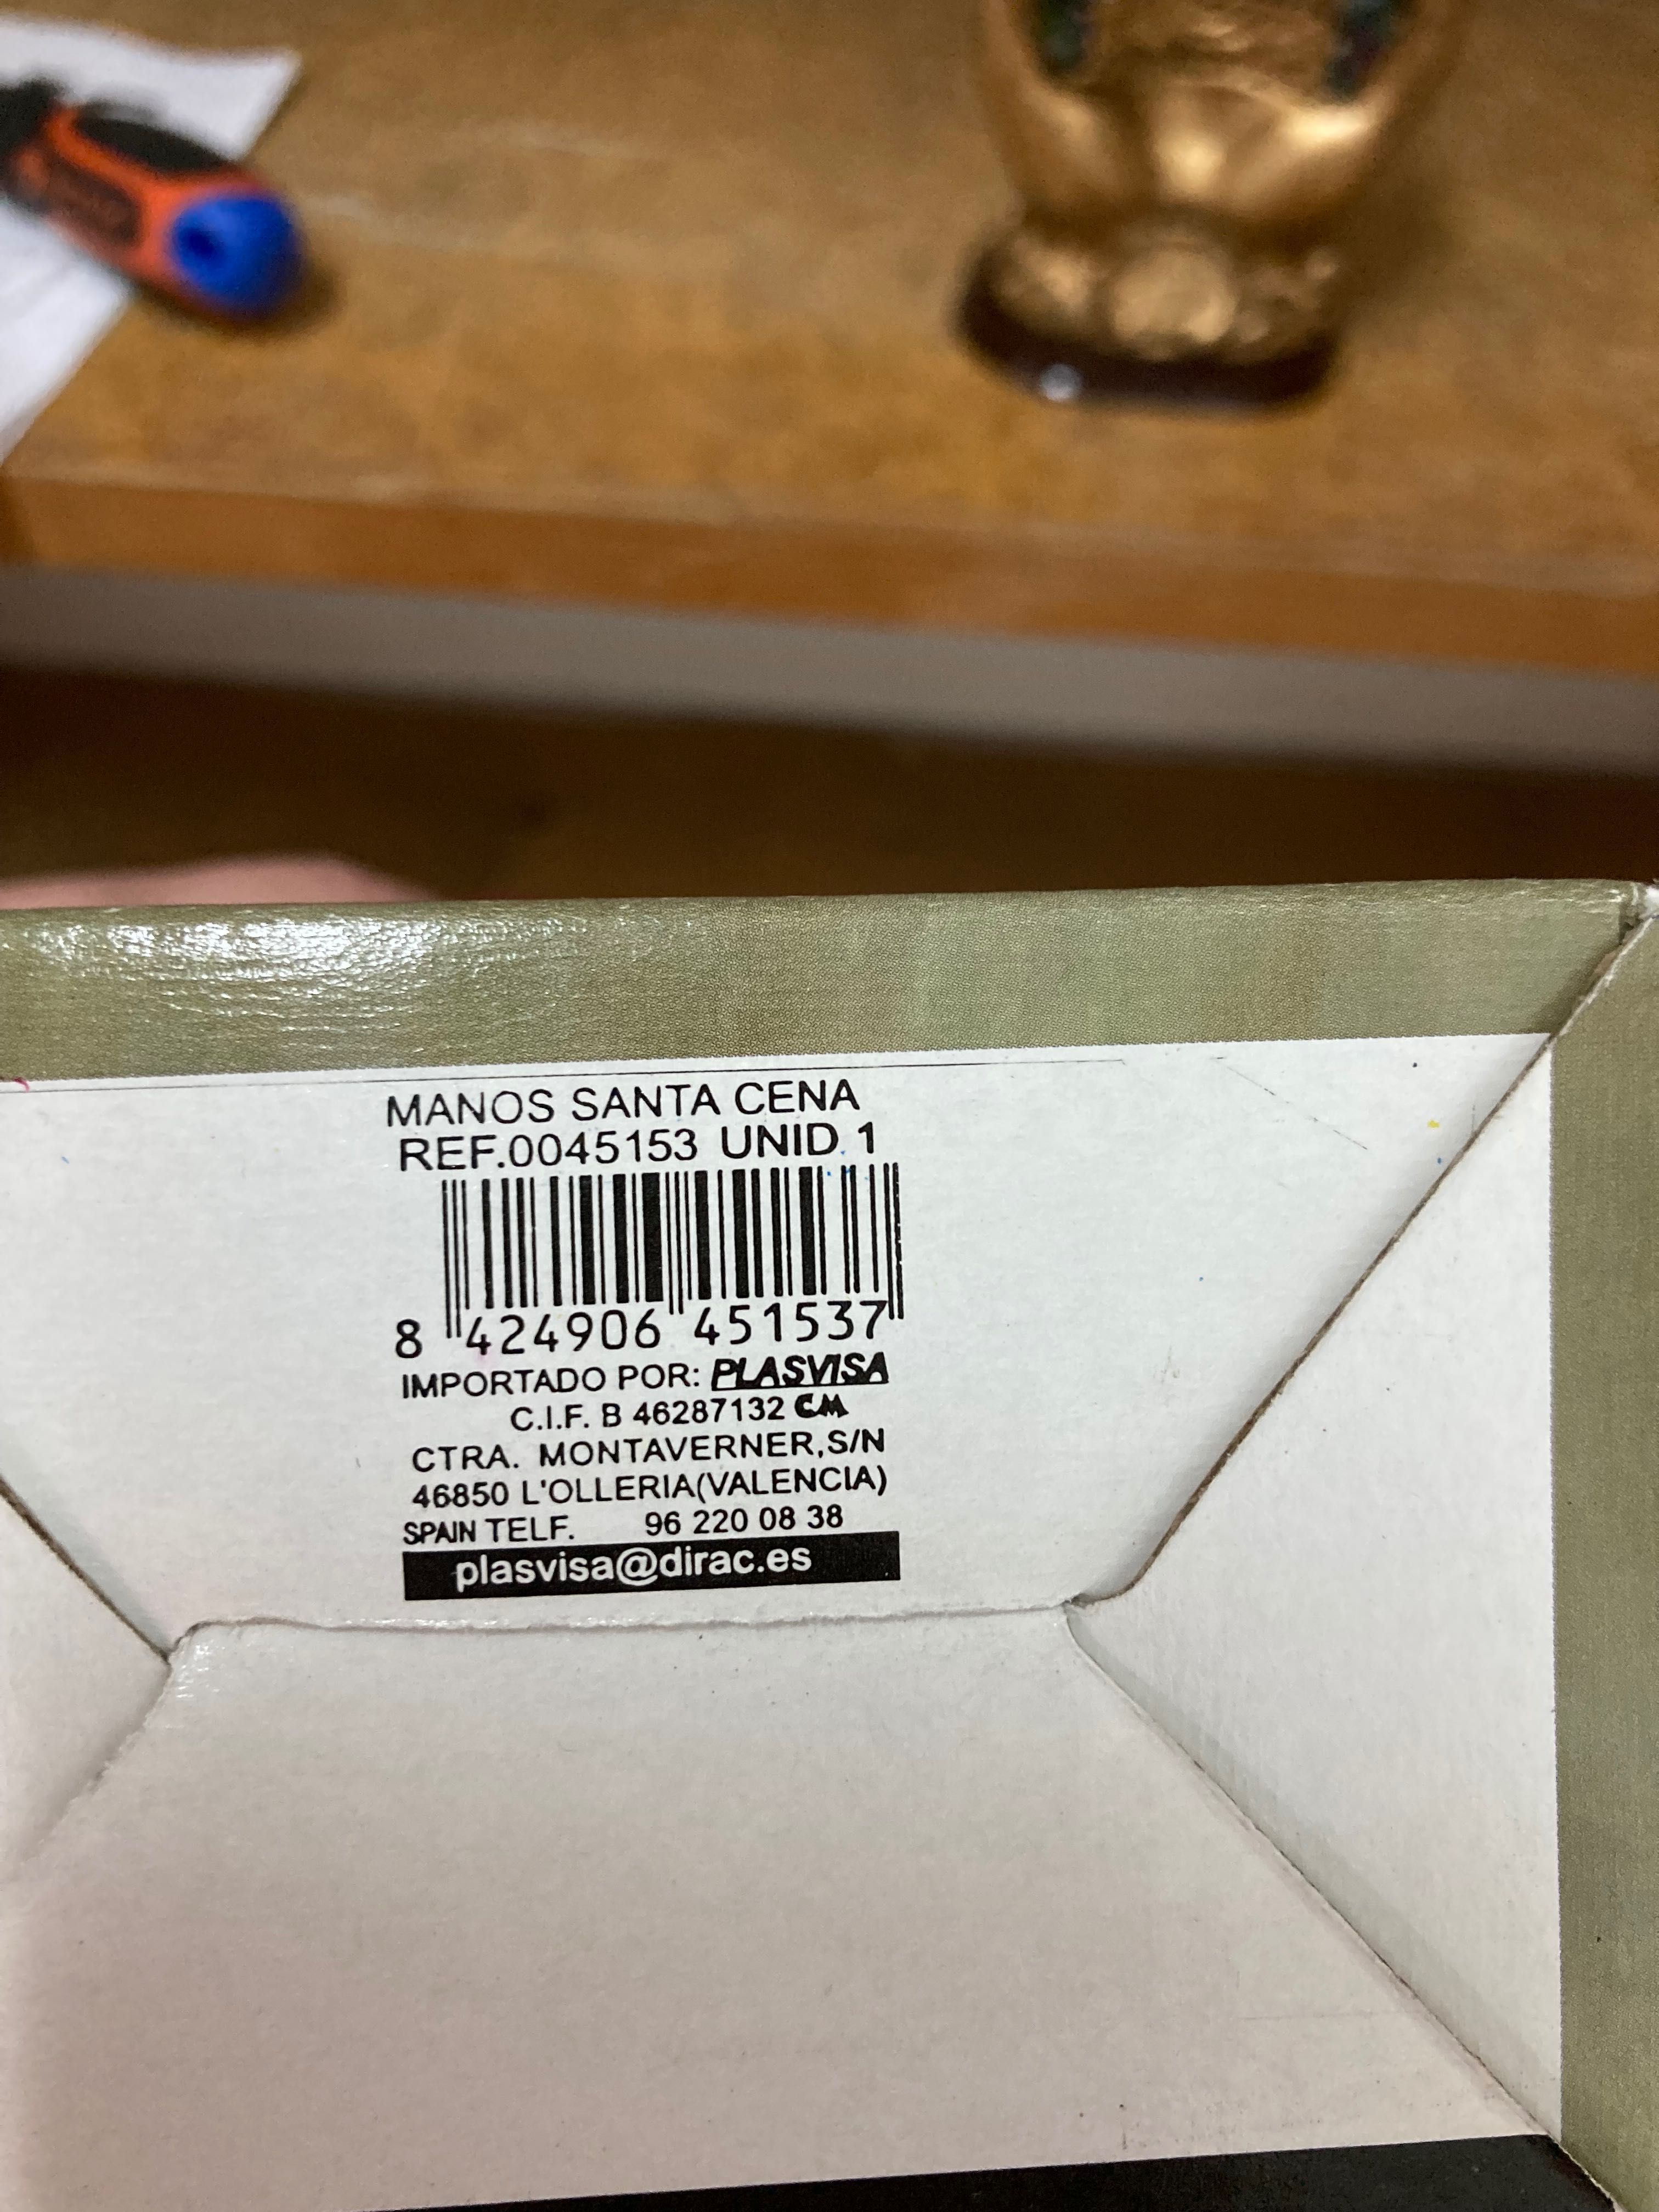 MANOS SANTA CENA
REF.0045153 UNID.1
8 424906 451537
IMPORTADO POR: PLASVISA
C.I.F. B 46287132 CM
CTRA. MONTAVERNER,S/N
46850 L'OLLERIA(VALENCIA)
SPAIN TELF. 96 220 08 38
plasvisa@dirac.es